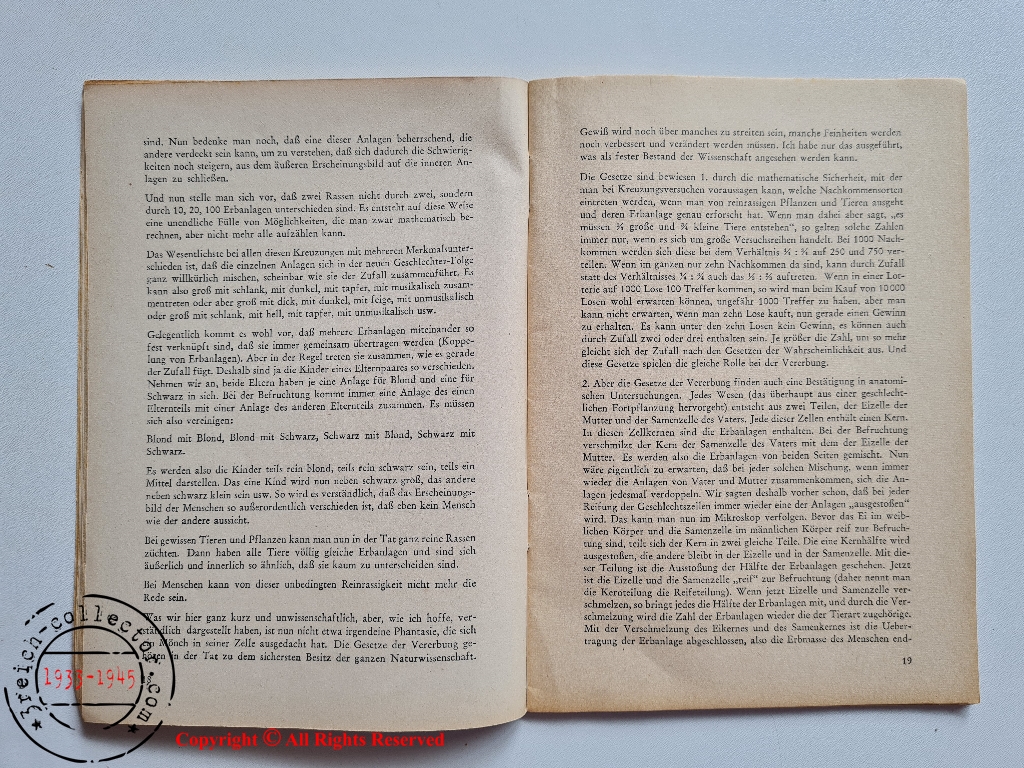 sind. Nun bedenke man noch, daß eine dieser Anlagen beherrschend, die
andere verdeckt sein kann, um zu verstehen, daß sich dadurch die Schwierig-
keiten noch steigern, aus dem äußeren Erscheinungsbild auf die inneren An-
lagen zu schließen.
Und nun stelle man sich vor, daß zwei Rassen nicht durch zwei, sondern
durch 10, 20, 100 Erbanlagen unterschieden sind. Es entsteht auf diese Weise
eine unendliche Fülle von Möglichkeiten, die man zwar mathematisch be-
rechnen, aber nicht mehr alle aufzählen kann.
Das Wesentlichste bei allen diesen Kreuzungen mit mehreren Merkmalsunter-
schieden ist, daß die einzelnen Anlagen sich in der neuen Geschlechter-Folge
ganz willkürlich mischen, scheinbar wie sie der Zufall zusammenführt. Es
kann also groß mit schlank, mit dunkel, mit tapfer, mit musikalisch zusam-
mentreten oder aber groß mit dick, mit dunkel, mit feige, mit unmusikalisch
oder groß mit schlank, mit hell, mit tapfer, mit unmusikalisch usw.
Gelegentlich kommt es wohl vor, daß mehrere Erbanlagen miteinander so
fest verknüpft sind, daß sie immer gemeinsam übertragen werden (Koppe-
lung von Erbanlagen). Aber in der Regel treten sie zusammen, wie es gerade
der Zufall fügt. Deshalb sind ja die Kinder eines Elternpaares so verschieden.
Nehmen wir an, beide Eltern haben je eine Anlage für Blond und eine für
Schwarz in sich. Bei der Befruchtung kommt immer eine Anlage des einen
Elternteils mit einer Anlage des anderen Elternteils zusammen. Es müssen
sich also vereinigen:
Blond mit Blond, Blond mit Schwarz, Schwarz mit Blond, Schwarz mit
Schwarz.
Es werden also die Kinder teils rein blond, teils rein schwarz sein, teils ein
Mittel darstellen. Das eine Kind wird nun neben schwarz groß, das andere
neben schwarz klein sein usw. So wird es verständlich, daß das Erscheinungs-
bild der Menschen so außerordentlich verschieden ist, daß eben kein Mensch
wie der andere aussicht.
Bei gewissen Tieren und Pflanzen kann man nun in der Tat ganz reine Rassen
züchten. Dann haben alle Tiere völlig gleiche Erbanlagen und sind sich
äußerlich und innerlich so ähnlich, daß sie kaum zu unterscheiden sind.
Bei Menschen kann von dieser unbedingten Reinrassigkeit nicht mehr die
Rede sein.
Was wir hier ganz kurz und unwissenschaftlich, aber, wie ich hoffe, ver-
ständlich dargestellt haben, ist nun nicht etwa irgendeine Phantasie, die sich
Mönch in seiner Zelle ausgedacht hat. Die Gesetze der Vererbung ge-
hören in der Tat zu dem sichersten Besitz der ganzen Naturwissenschaft.
Gewiß wird noch über manches zu streiten sein, manche Feinheiten werden
noch verbessert und verändert werden müssen. Ich habe nur das ausgeführt,
was als fester Bestand der Wissenschaft angesehen werden kann.
Die Gesetze sind bewiesen 1. durch die mathematische Sicherheit, mit der
man bei Kreuzungsversuchen voraussagen kann, welche Nachkommensorten
eintreten werden, wenn man von reinrassigen Pflanzen und Tieren ausgeht
und deren Erbanlage genau erforscht hat. Wenn man dabei aber sagt, „es
müssen ¾ große und ¾ kleine Tiere entstehen“, so gelten solche Zahlen
immer nur, wenn es sich um große Versuchsreihen handelt. Bei 1000 Nach-
kommen werden sich diese bei dem Verhältnis ¼ : ¾ auf 250 und 750 ver-
teilen. Wenn im ganzen nur zehn Nachkommen da sind, kann durch Zufall
statt des Verhältnisses ¼ : ¾ auch das auftreten. Wenn in einer Lot-
terie auf 1000 Lose 100 Treffer kommen, so wird man beim Kauf von 10000
Losen wohl erwarten können, ungefähr 1000 Treffer zu haben, aber man
kann nicht erwarten, wenn man zehn Lose kauft, nun gerade einen Gewinn
zu erhalten. Es kann unter den zehn Losen kein Gewinn, es können auch
durch Zufall zwei oder drei enthalten sein. Je größer die Zahl, um so mehr
gleicht sich der Zufall nach den Gesetzen der Wahrscheinlichkeit aus. Und
diese Gesetze spielen die gleiche Rolle bei der Vererbung.
2. Aber die Gesetze der Vererbung finden auch eine Bestätigung in anatomi-
schen Untersuchungen. Jedes Wesen (das überhaupt aus einer geschlecht-
lichen Fortpflanzung hervorgeht) entsteht aus zwei Teilen, der Eizelle der
Mutter und der Samenzelle des Vaters. Jede dieser Zellen enthält einen Kern.
In diesen Zellkernen sind die Erbanlagen enthalten. Bei der Befruchtung
verschmilzt der Kern der Samenzelle des Vaters mit dem der Eizelle der
Mutter. Es werden also die Erbanlagen von beiden Seiten gemischt. Nun
wäre eigentlich zu erwarten, daß bei jeder solchen Mischung, wenn immer
wieder die Anlagen von Vater und Mutter zusammenkommen, sich die An-
lagen jedesmal verdoppeln. Wir sagten deshalb vorher schon, daß bei jeder
Reifung der Geschlechtszellen immer wieder eine der Anlagen „ausgestoßen“
wird. Das kann man nun im Mikroskop verfolgen. Bevor das Ei im weib-
lichen Körper und die Samenzelle im männlichen Körper reif zur Befruch-
tung sind, teilt sich der Kern in zwei gleiche Teile. Die eine Kernhälfte wird
ausgestoßen, die andere bleibt in der Eizelle und in der Samenzelle. Mit die-
ser Teilung ist die Ausstoßung der Hälfte der Erbanlagen geschehen. Jetzt
ist die Eizelle und die Samenzelle „reif“ zur Befruchtung (daher nennt man
die Kernteilung die Reifeteilung). Wenn jetzt Eizelle und Samenzelle ver-
schmelzen, so bringt jedes die Hälfte der Erbanlagen mit, und durch die Ver-
schmelzung wird die Zahl der Erbanlagen wieder die der Tierart zugehörige.
Mit der Verschmelzung des Eikernes und des Samenkernes ist die Ueber-
tragung der Erbanlage abgeschlossen, also die Erbmasse des Menschen end-
19
3reich-collector.com
1933-1945
Copyright © All Rights Reserved